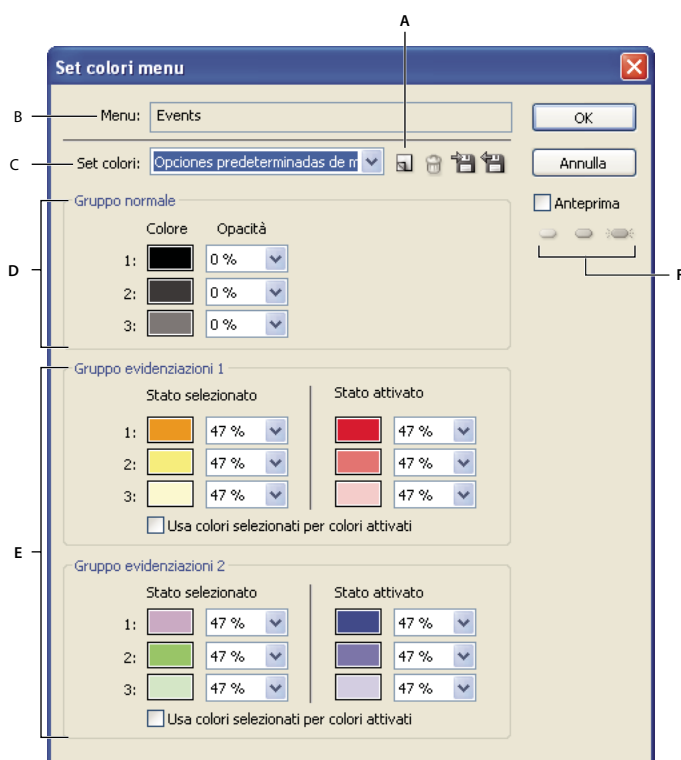 A
Set colori menu
B
Menu:
Events
OK
C
Set colori:
Opciones predeterminadas de m
Annulla
Anteprima
F
D
Gruppo normale
Colore Opacità
1: 0 %
2: 0 %
3: 0 %
E
Gruppo evidenziazioni 1
Stato selezionato Stato attivato
1: 47 % 47 %
2: 47 % 47 %
3: 47 % 47 %
Usa colori selezionati per colori attivati
Gruppo evidenziazioni 2
Stato selezionato Stato attivato
1: 47 % 47 %
2: 47 % 47 %
3: 47 % 47 %
Usa colori selezionati per colori attivati